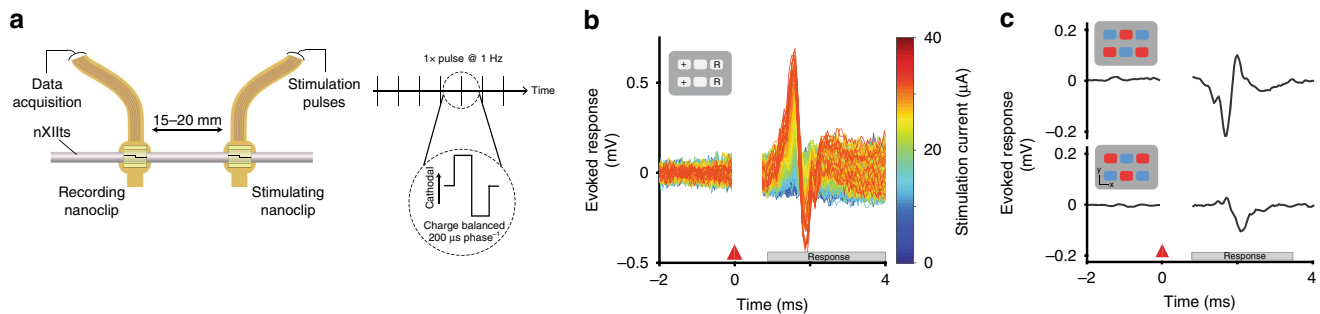 a
Data
acquisition
Stimulation
pulses
15–20 mm
nXIIts
Recording
nanoclip
Stimulating
nanoclip
1× pulse @ 1 Hz
Time
Cathodal
Charge balanced
200 µs phase⁻¹
b
Evoked response
(mV)
0.5
0
−0.5
+ R
+ R
Response
−2 0 2 4
Time (ms)
40
20
0
Stimulation current (µA)
c
Evoked response
(mV)
0.2
0
−0.2
0.2
0
−0.2
y
x
Response
−2 0 2 4
Time (ms)